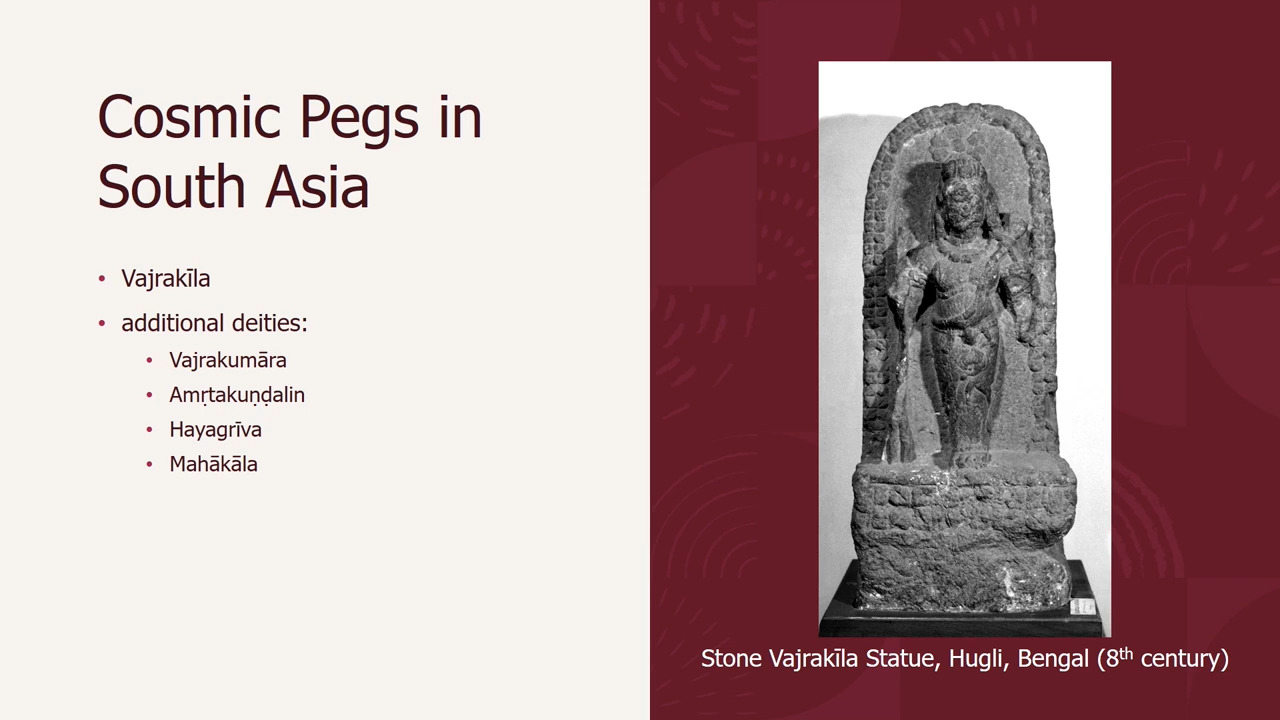 Cosmic Pegs in
South Asia
• Vajrakīla
• additional deities:
• Vajrakumāra
• Amṛtakuṇḍalin
• Hayagrīva
• Mahākāla
Stone Vajrakīla Statue, Hugli, Bengal (8th century)